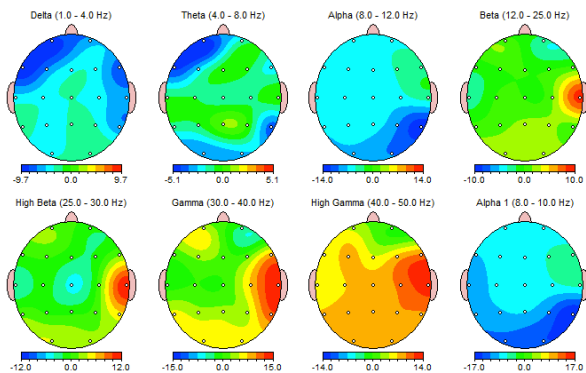 Delta (1.0 - 4.0 Hz)
Theta (4.0 - 8.0 Hz)
Alpha (8.0 - 12.0 Hz)
Beta (12.0 - 25.0 Hz)
-9.7 0.0 9.7
-5.1 0.0 5.1
-14.0 0.0 14.0
-10.0 0.0 10.0
High Beta (25.0 - 30.0 Hz)
Gamma (30.0 - 40.0 Hz)
High Gamma (40.0 - 50.0 Hz)
Alpha 1 (8.0 - 10.0 Hz)
-12.0 0.0 12.0
-15.0 0.0 15.0
-14.0 0.0 14.0
-17.0 0.0 17.0